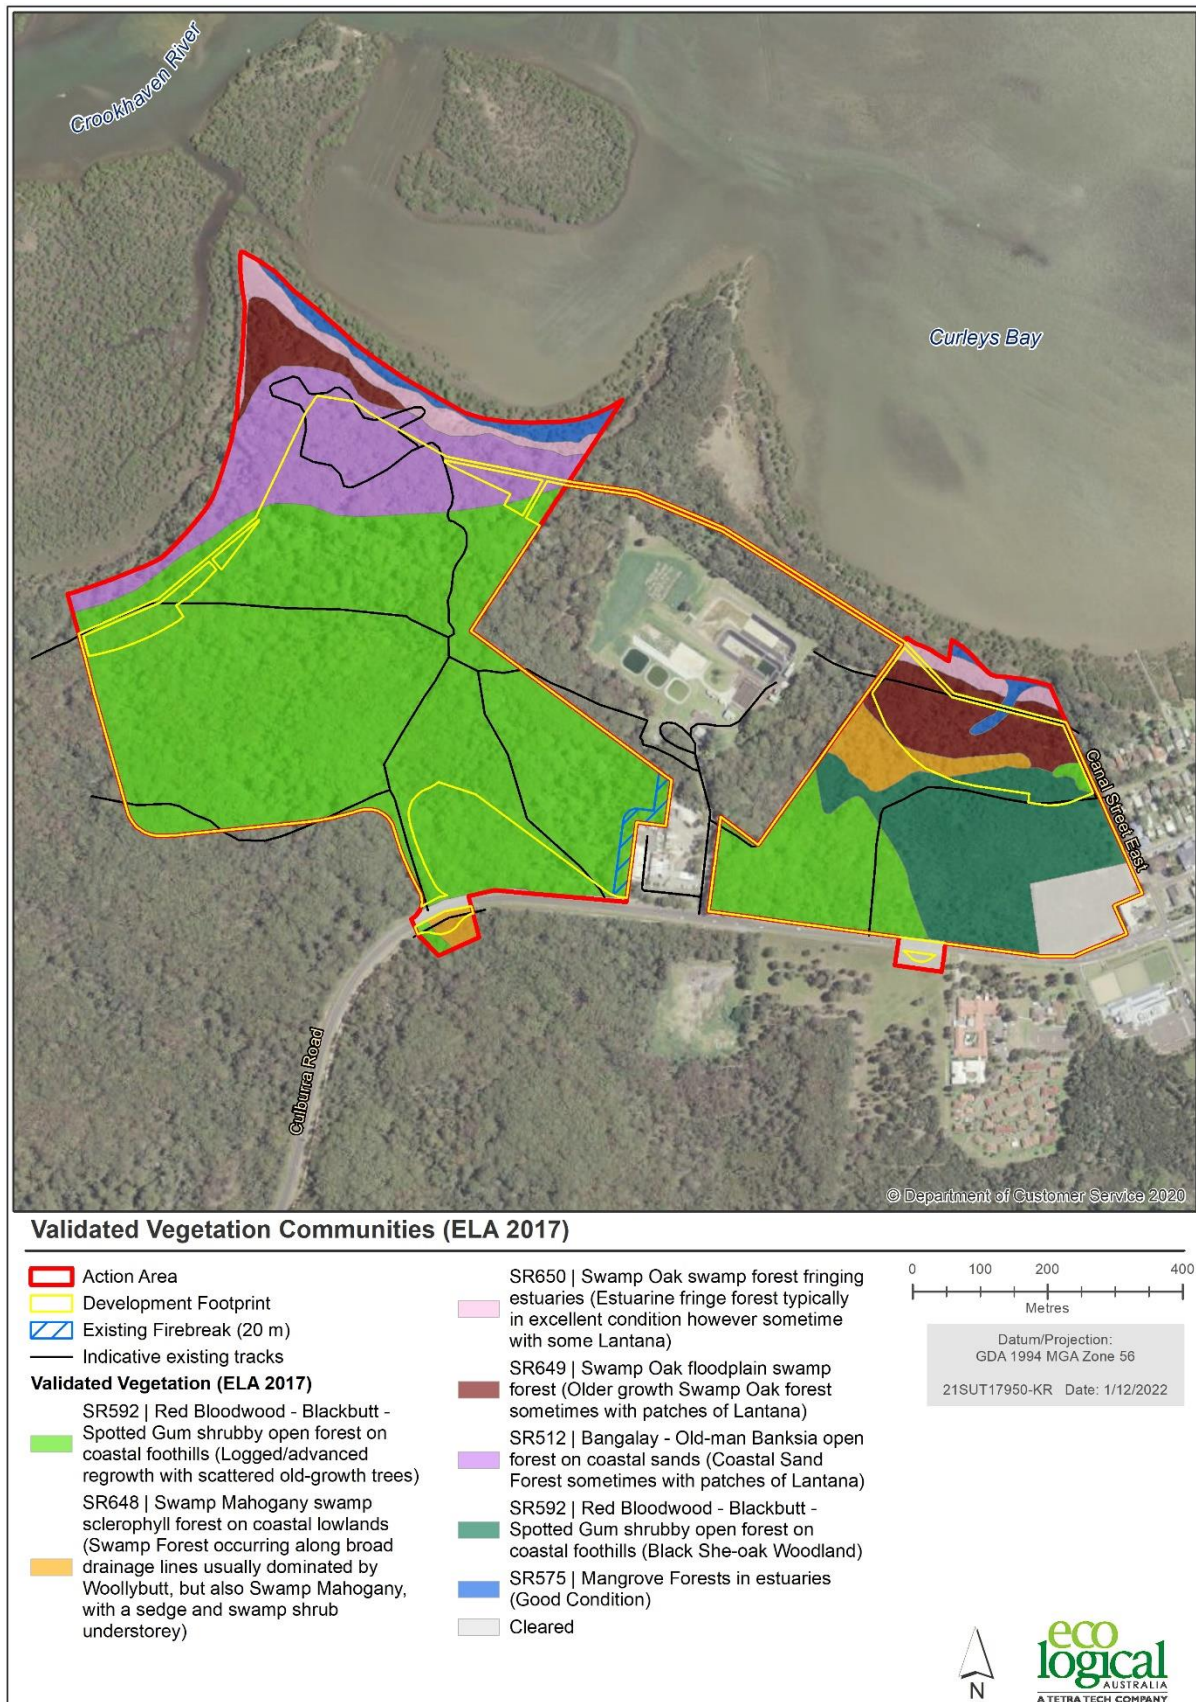 Crookhaven River
Curleys Bay
Canal Street East
Culburra Road
© Department of Customer Service 2020
Validated Vegetation Communities (ELA 2017)
Action Area
Development Footprint
Existing Firebreak (20 m)
Indicative existing tracks
Validated Vegetation (ELA 2017)
SR592 | Red Bloodwood - Blackbutt -
Spotted Gum shrubby open forest on
coastal foothills (Logged/advanced
regrowth with scattered old-growth trees)
SR648 | Swamp Mahogany swamp
sclerophyll forest on coastal lowlands
(Swamp Forest occurring along broad
drainage lines usually dominated by
Woollybutt, but also Swamp Mahogany,
with a sedge and swamp shrub
understorey)
SR650 | Swamp Oak swamp forest fringing
estuaries (Estuarine fringe forest typically
in excellent condition however sometime
with some Lantana)
SR649 | Swamp Oak floodplain swamp
forest (Older growth Swamp Oak forest
sometimes with patches of Lantana)
SR512 | Bangalay - Old-man Banksia open
forest on coastal sands (Coastal Sand
Forest sometimes with patches of Lantana)
SR592 | Red Bloodwood - Blackbutt -
Spotted Gum shrubby open forest on
coastal foothills (Black She-oak Woodland)
SR575 | Mangrove Forests in estuaries
(Good Condition)
Cleared
0 100 200 400
Metres
Datum/Projection:
GDA 1994 MGA Zone 56
21SUT17950-KR Date: 1/12/2022
N
eco
logical
AUSTRALIA
A TETRA TECH COMPANY